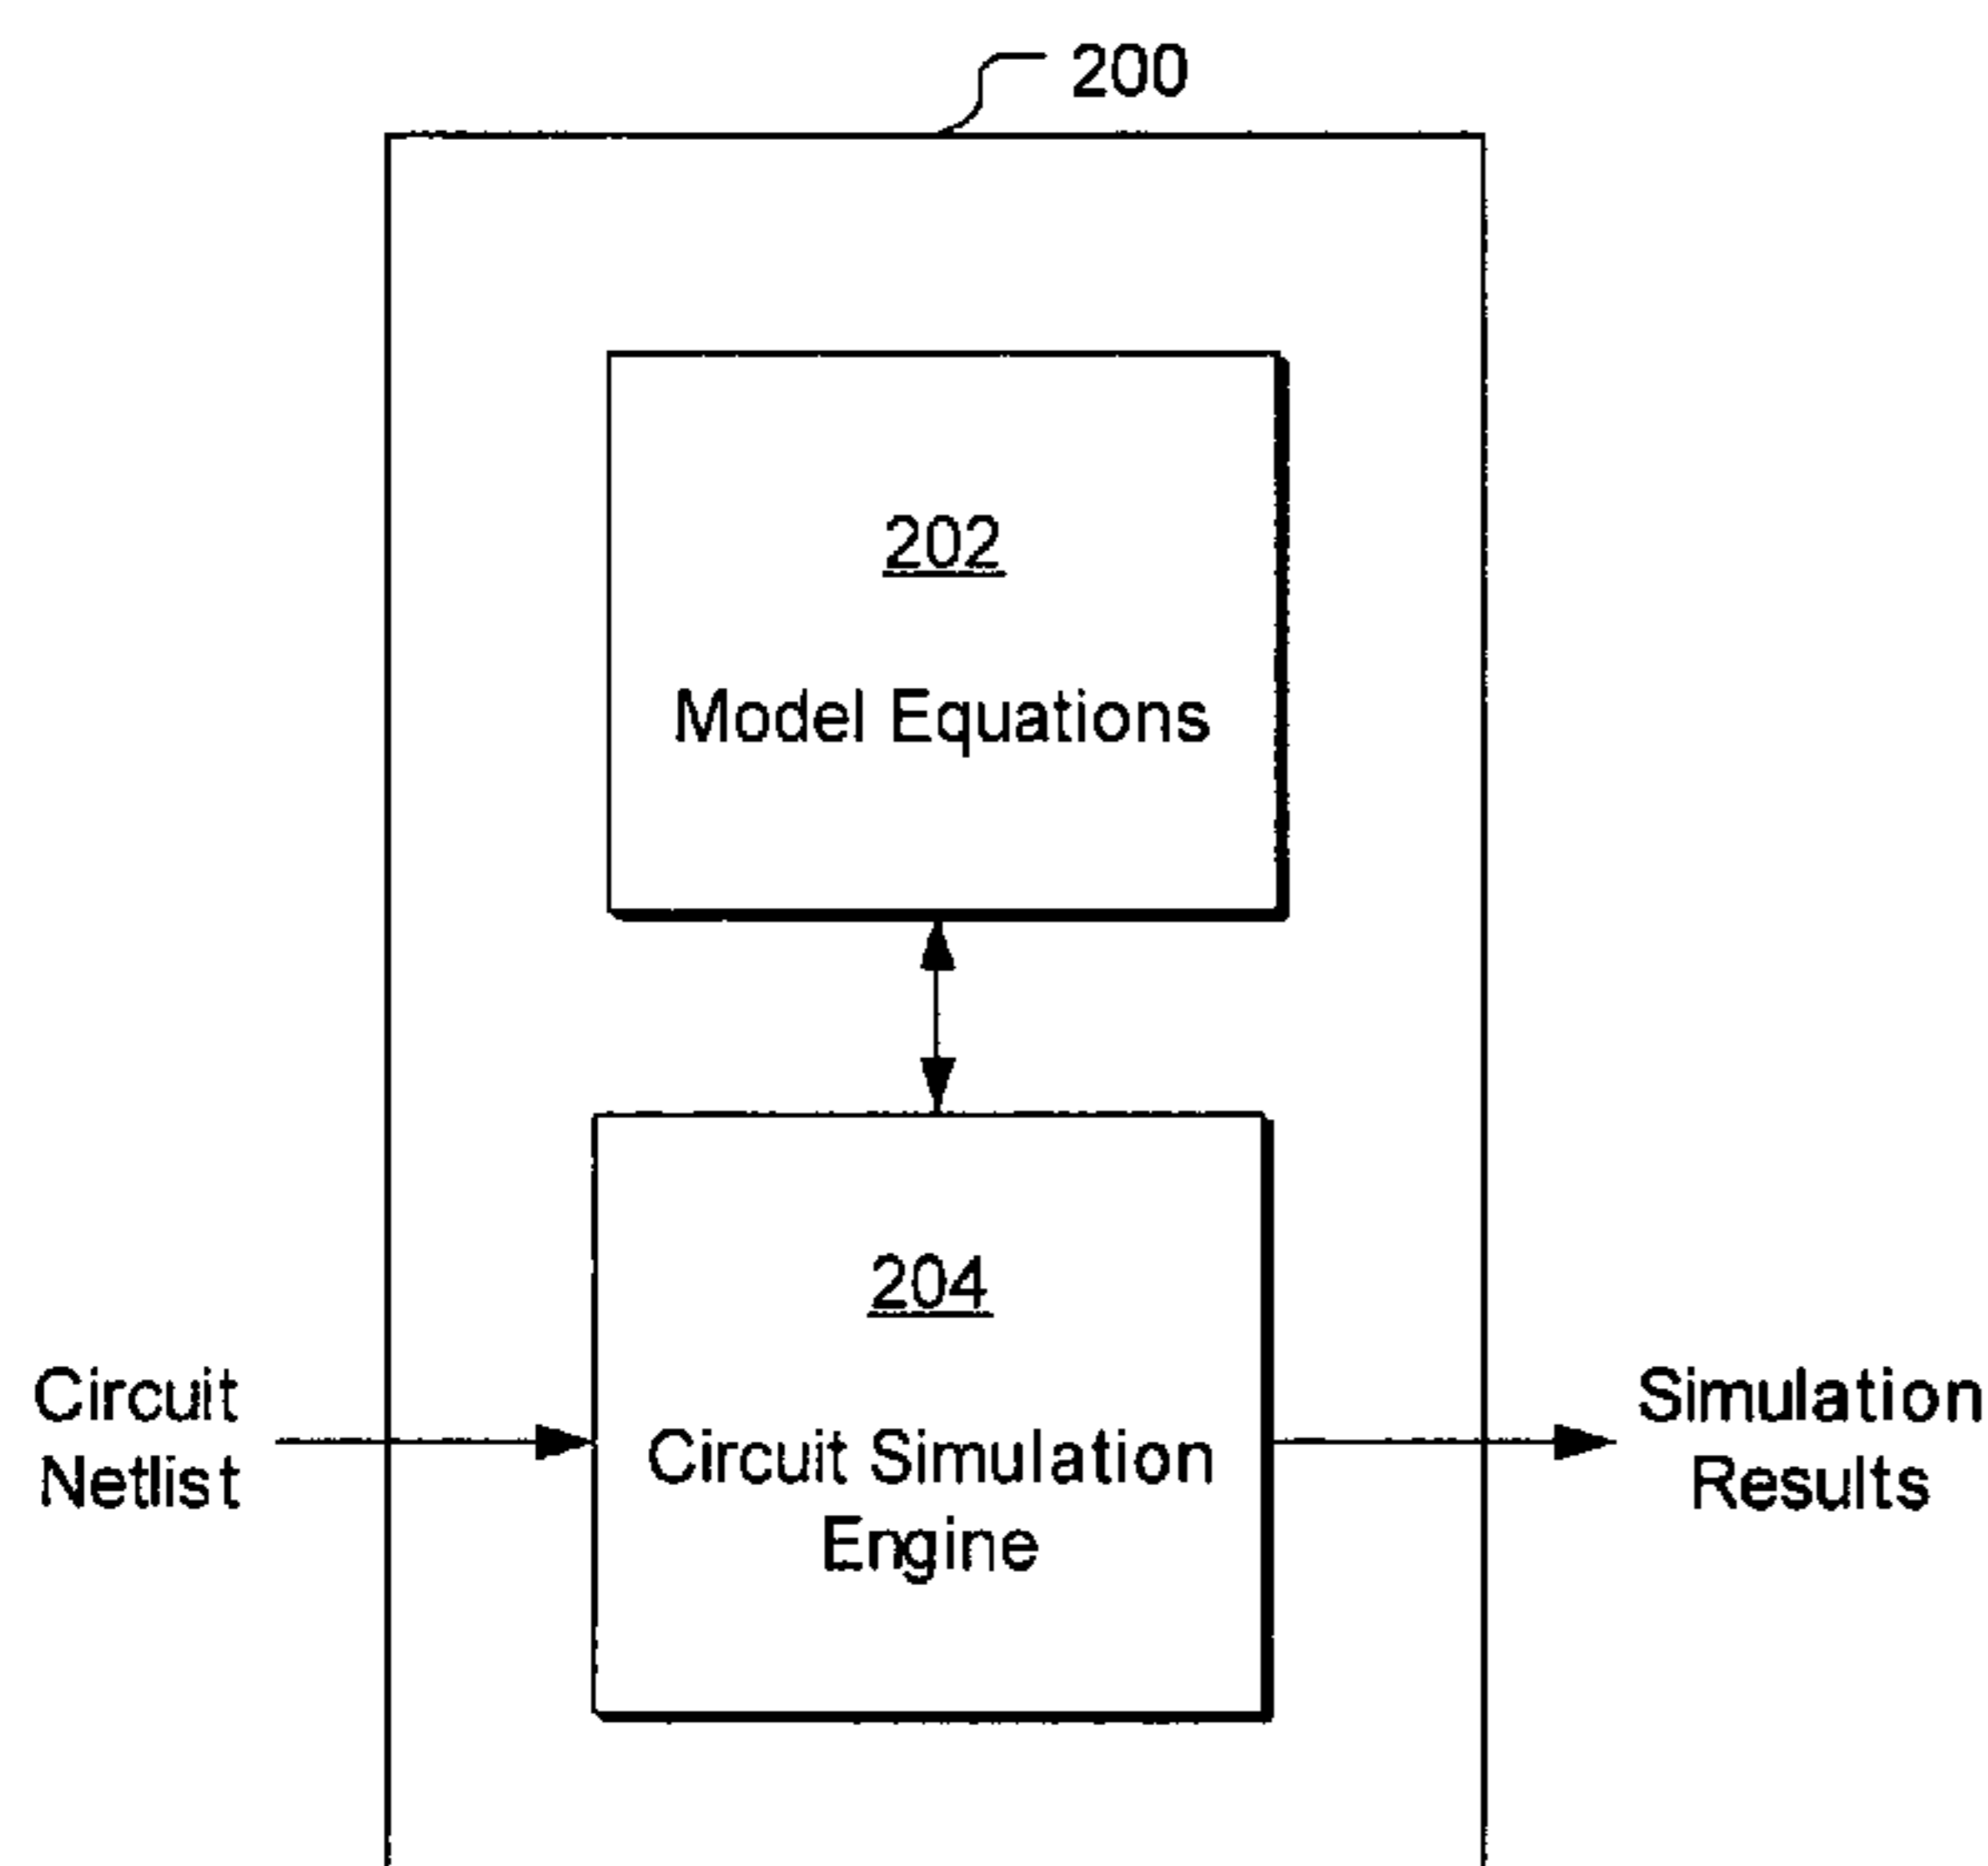 200
202
Model Equations
204
Circuit Simulation
Engine
Circuit
Netlist
Simulation
Results